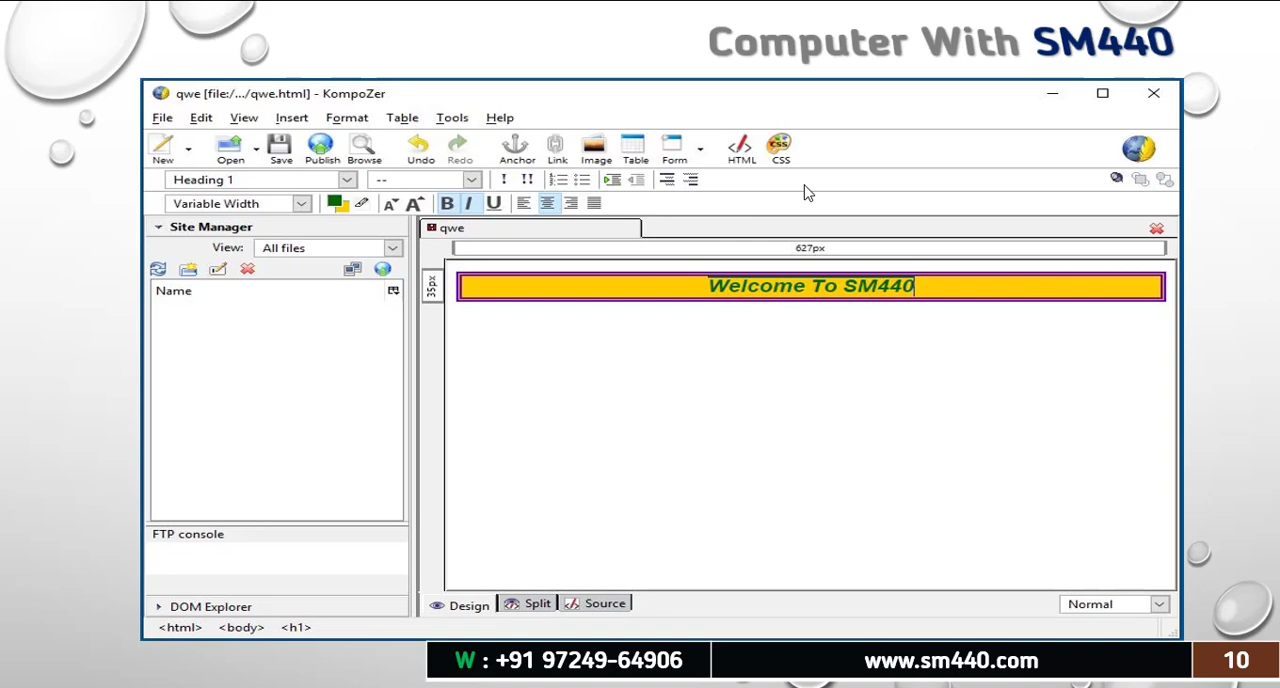 Computer With SM440
qwe [file:/.../qwe.html] - KompoZer
File Edit View Insert Format Table Tools Help
New Open Save Publish Browse Undo Redo Anchor Link Image Table Form HTML CSS
Heading 1 -- ! !!
Variable Width B I U
Site Manager
qwe
View: All files
627px
Name
35px
Welcome To SM440
FTP console
DOM Explorer
Design Split Source Normal
<html> <body> <h1>
W : +91 97249-64906 www.sm440.com 10